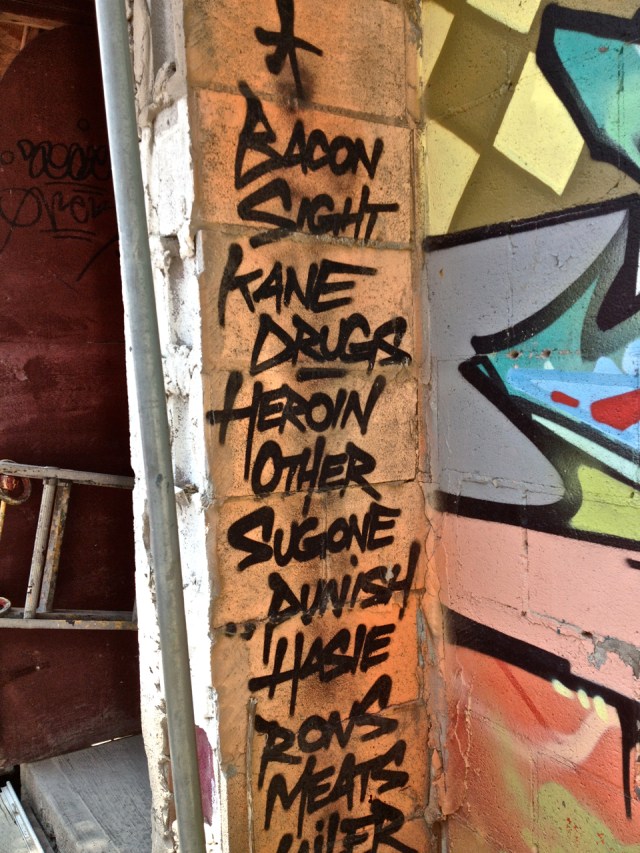 BACON
SIGHT
KANE
DRUGS
HEROIN
OTHER
SUGONE
PUNISH
HASIE
RONS
MEATS